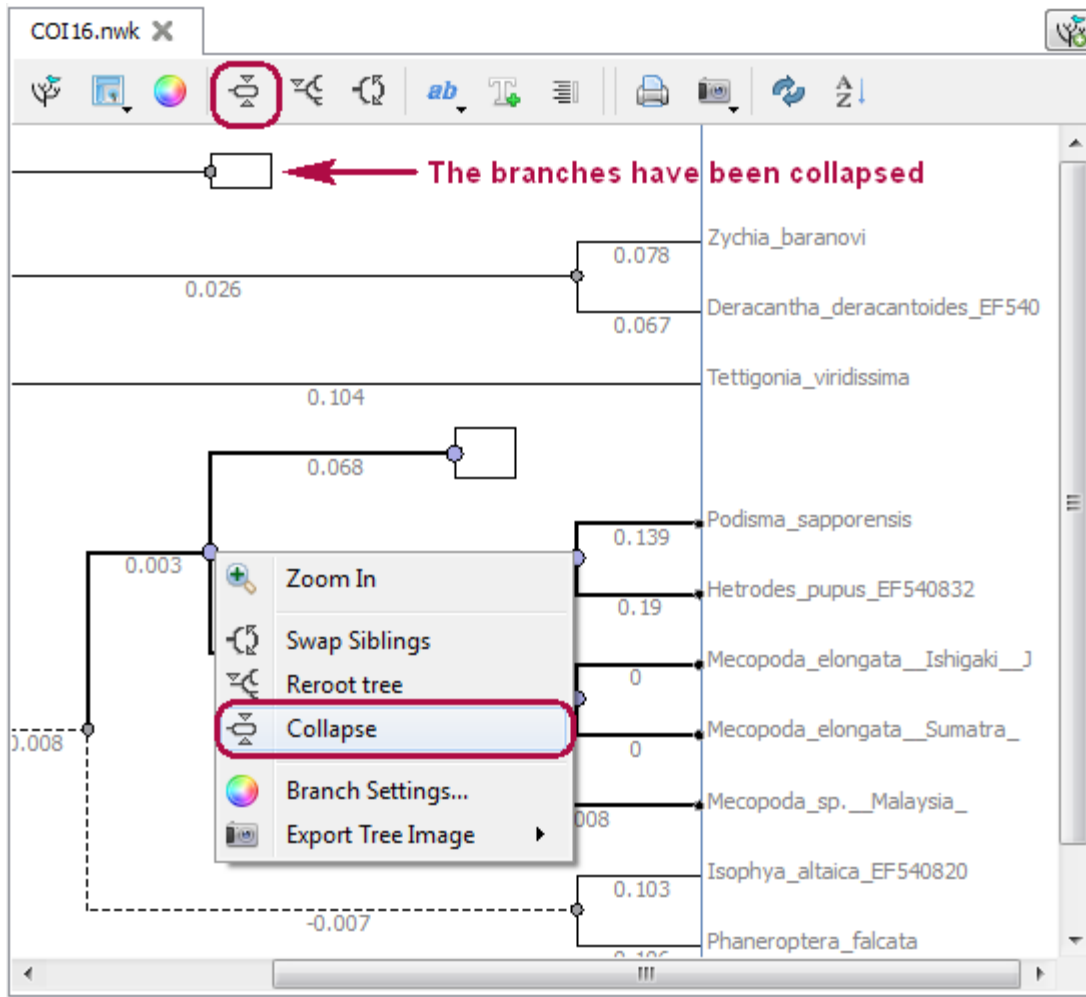 COI16.nwk
ab
A
Z
The branches have been collapsed
Zychia_baranovi
0.078
0.026
Deracantha_deracantoides_EF540
0.067
Tettigonia_viridissima
0.104
0.068
Podisma_sapporensis
0.139
0.003
Zoom In
Hetrodes_pupus_EF540832
0.19
Swap Siblings
Mecopoda_elongata__Ishigaki__J
0
Reroot tree
Collapse
Mecopoda_elongata__Sumatra_
0.008
0
Branch Settings...
Mecopoda_sp.__Malaysia_
008
Export Tree Image
Isophya_altaica_EF540820
0.103
-0.007
Phaneroptera_falcata